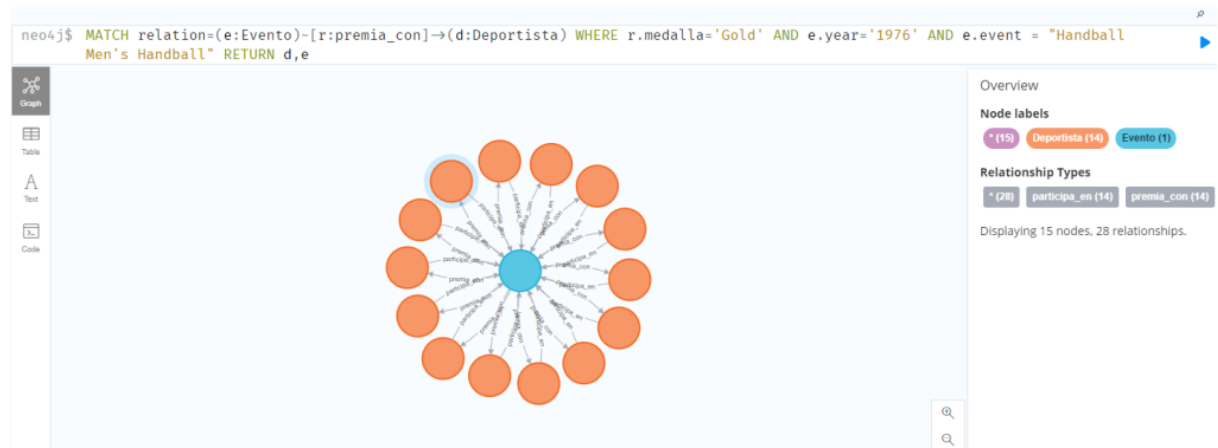 neo4j$ MATCH relation=(e:Evento)-[r:premia_con]→(d:Deportista) WHERE r.medalla='Gold' AND e.year='1976' AND e.event = "Handball
Men's Handball" RETURN d,e
Graph
Table
A
Text
Code
Overview
Node labels
* (15) Deportista (14) Evento (1)
Relationship Types
* (28) participa_en (14) premia_con (14)
Displaying 15 nodes, 28 relationships.
participa_en
premia_con